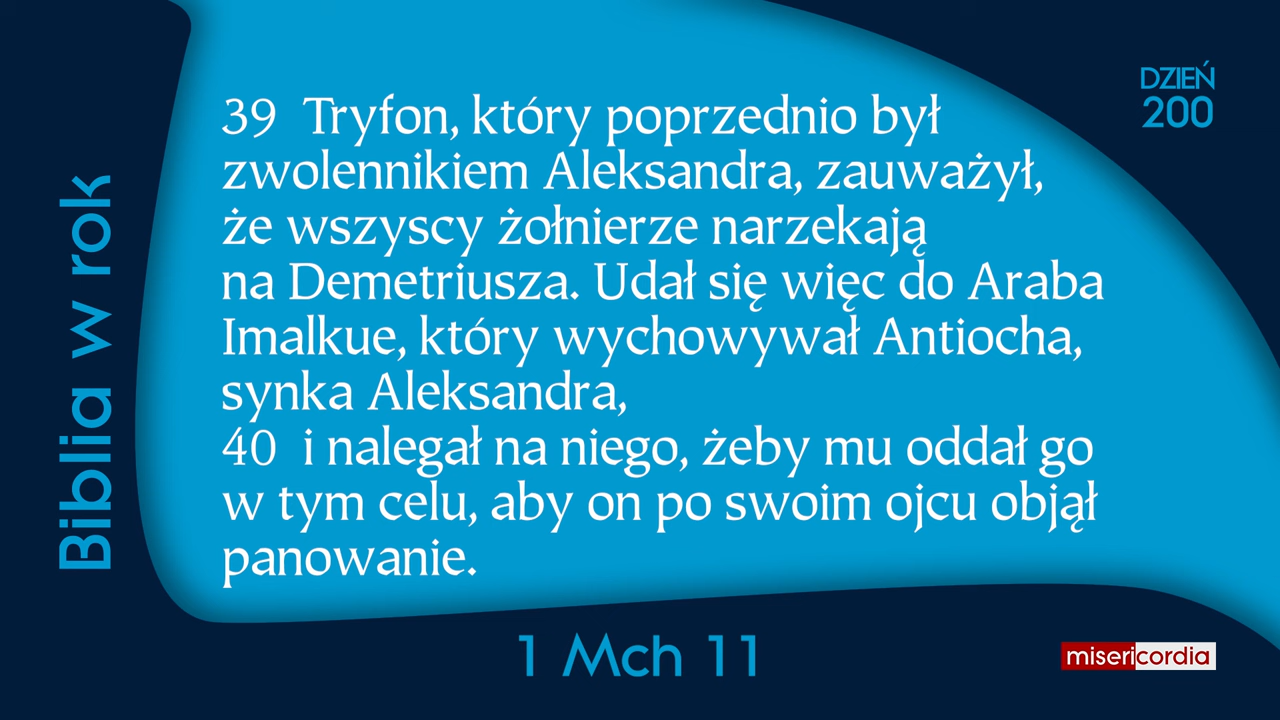 DZIEŃ
200
39 Tryfon, który poprzednio był
zwolennikiem Aleksandra, zauważył,
że wszyscy żołnierze narzekają
na Demetriusza. Udał się więc do Araba
Imalkue, który wychowywał Antiocha,
synka Aleksandra,
40 i nalegał na niego, żeby mu oddał go
w tym celu, aby on po swoim ojcu objął
panowanie.
Biblia w rok
1 Mch 11
misericordia